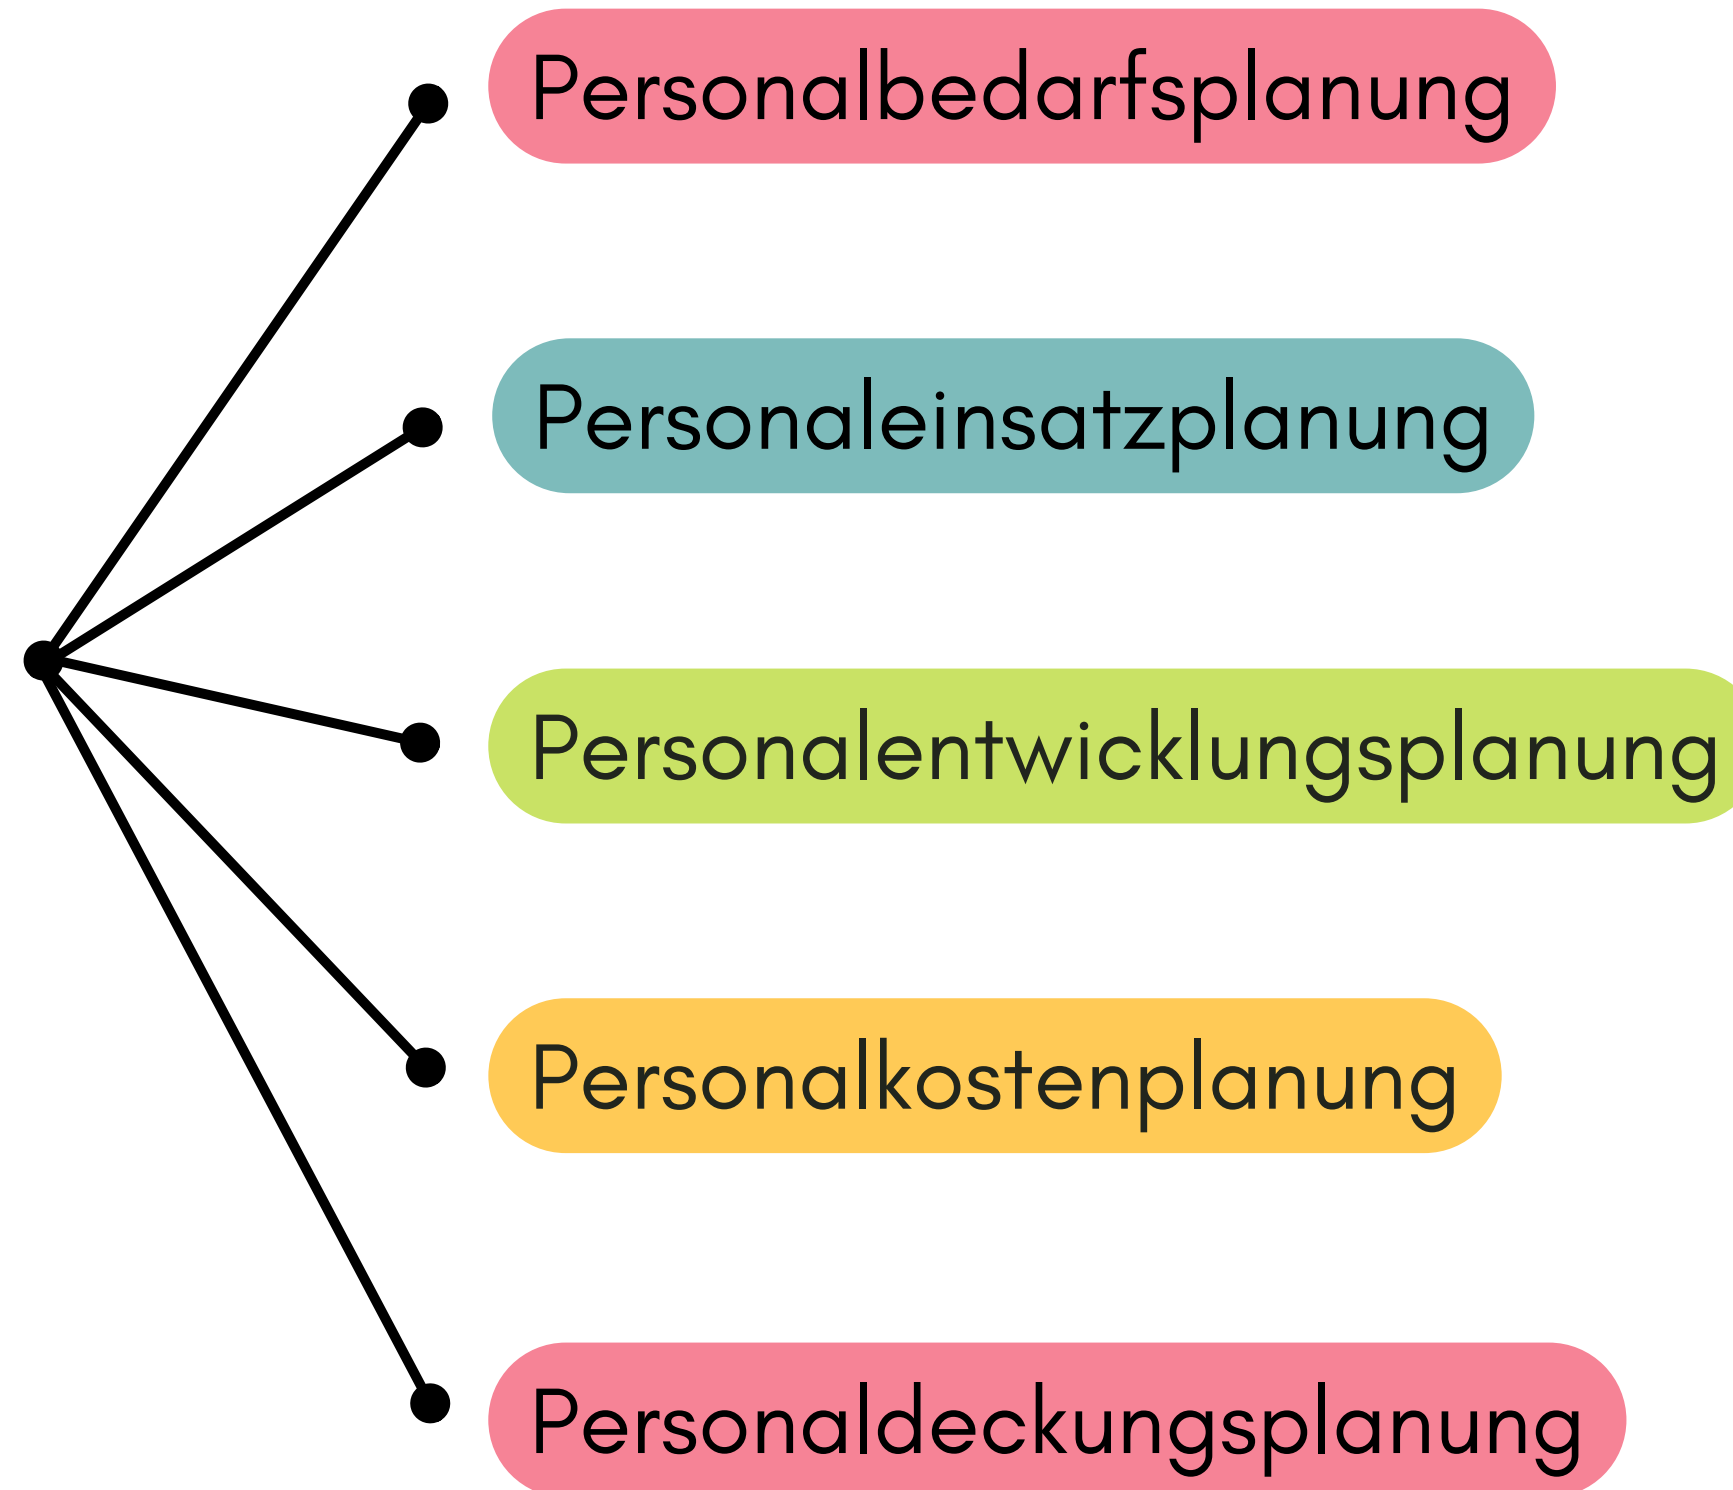 Personalbedarfsplanung
Personaleinsatzplanung
Personalentwicklungsplanung
Personalkostenplanung
Personaldeckungsplanung